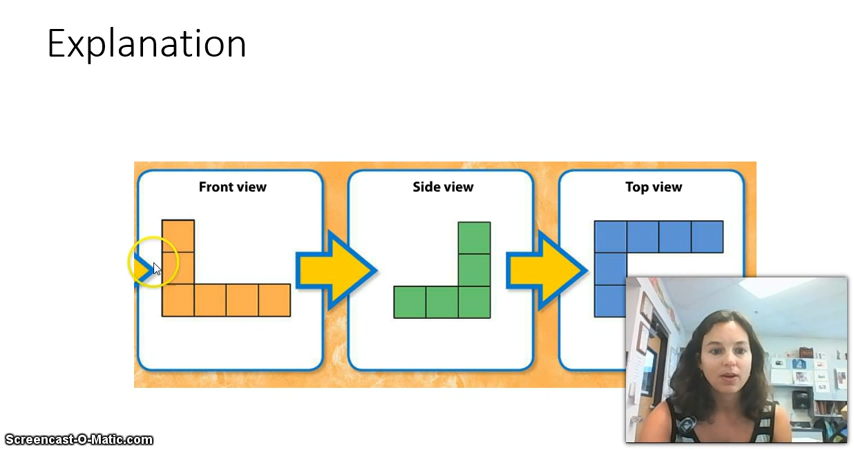 Explanation
Front view
Side view
Top view
Screencast-O-Matic.com